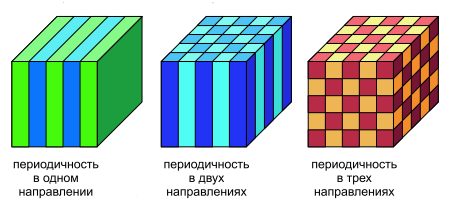 периодичность
в одном
направлении
периодичность
в двух
направлениях
периодичность
в трех
направлениях